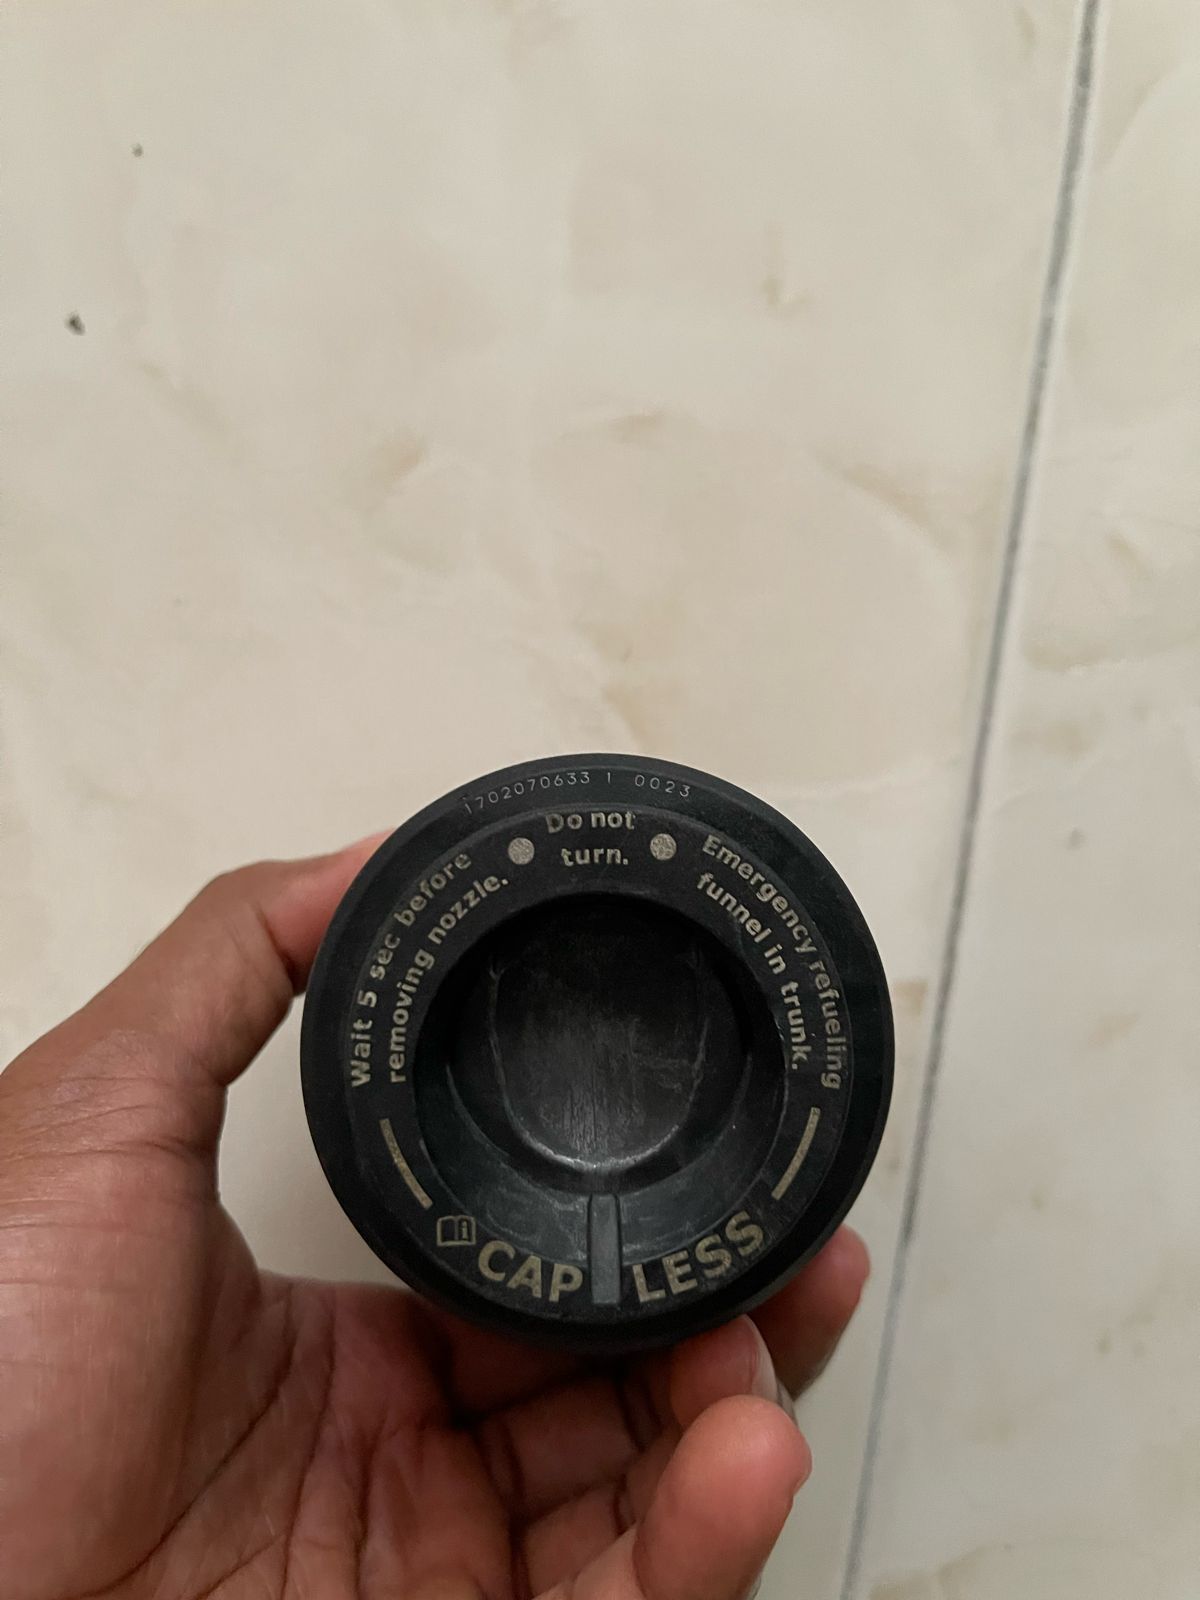 1702070633 1 0023
Wait 5 sec before
removing nozzle.
Do not
turn.
Emergency refueling
funnel in trunk.
CAP LESS